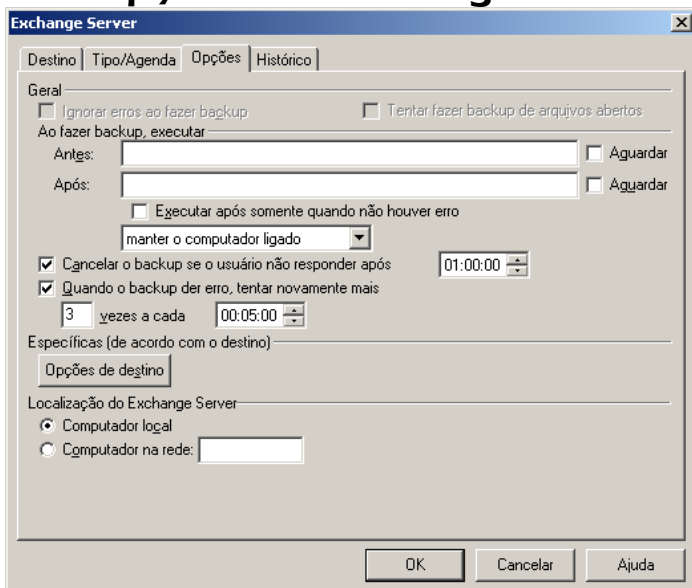 Exchange Server
Destino Tipo/Agenda Opções Histórico
Geral
Ignorar erros ao fazer backup Tentar fazer backup de arquivos abertos
Ao fazer backup, executar
Antes: Aguardar
Após: Aguardar
Executar após somente quando não houver erro
manter o computador ligado
Cancelar o backup se o usuário não responder após 01:00:00
Quando o backup der erro, tentar novamente mais
3 vezes a cada 00:05:00
Específicas (de acordo com o destino)
Opções de destino
Localização do Exchange Server
Computador local
Computador na rede:
OK Cancelar Ajuda